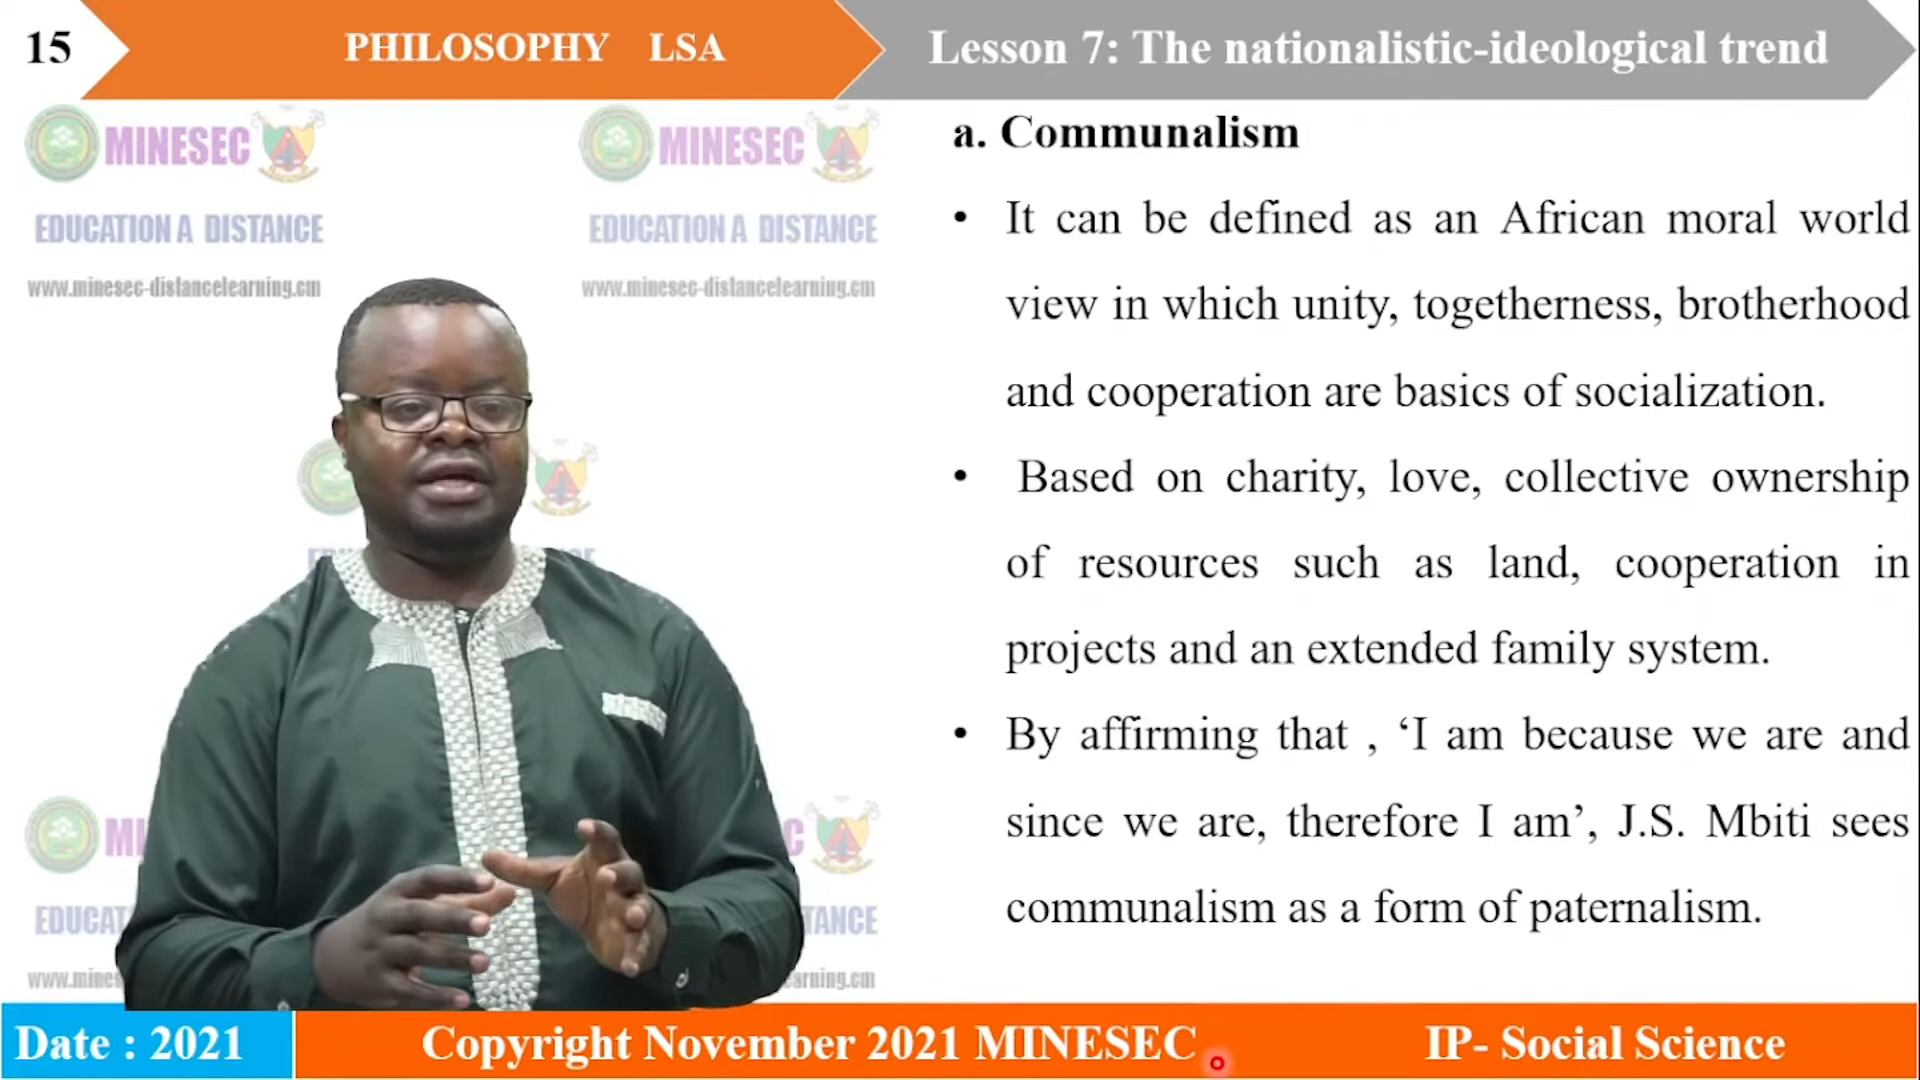 15
PHILOSOPHY LSA
Lesson 7: The nationalistic-ideological trend
MINESEC
EDUCATION A DISTANCE
www.minesec-distancelearning.cm
MINESEC
EDUCATION A DISTANCE
www.minesec-distancelearning.cm
a. Communalism
• It can be defined as an African moral world
view in which unity, togetherness, brotherhood
and cooperation are basics of socialization.
• Based on charity, love, collective ownership
of resources such as land, cooperation in
projects and an extended family system.
• By affirming that , ‘I am because we are and
since we are, therefore I am’, J.S. Mbiti sees
communalism as a form of paternalism.
Date : 2021
Copyright November 2021 MINESEC
IP- Social Science